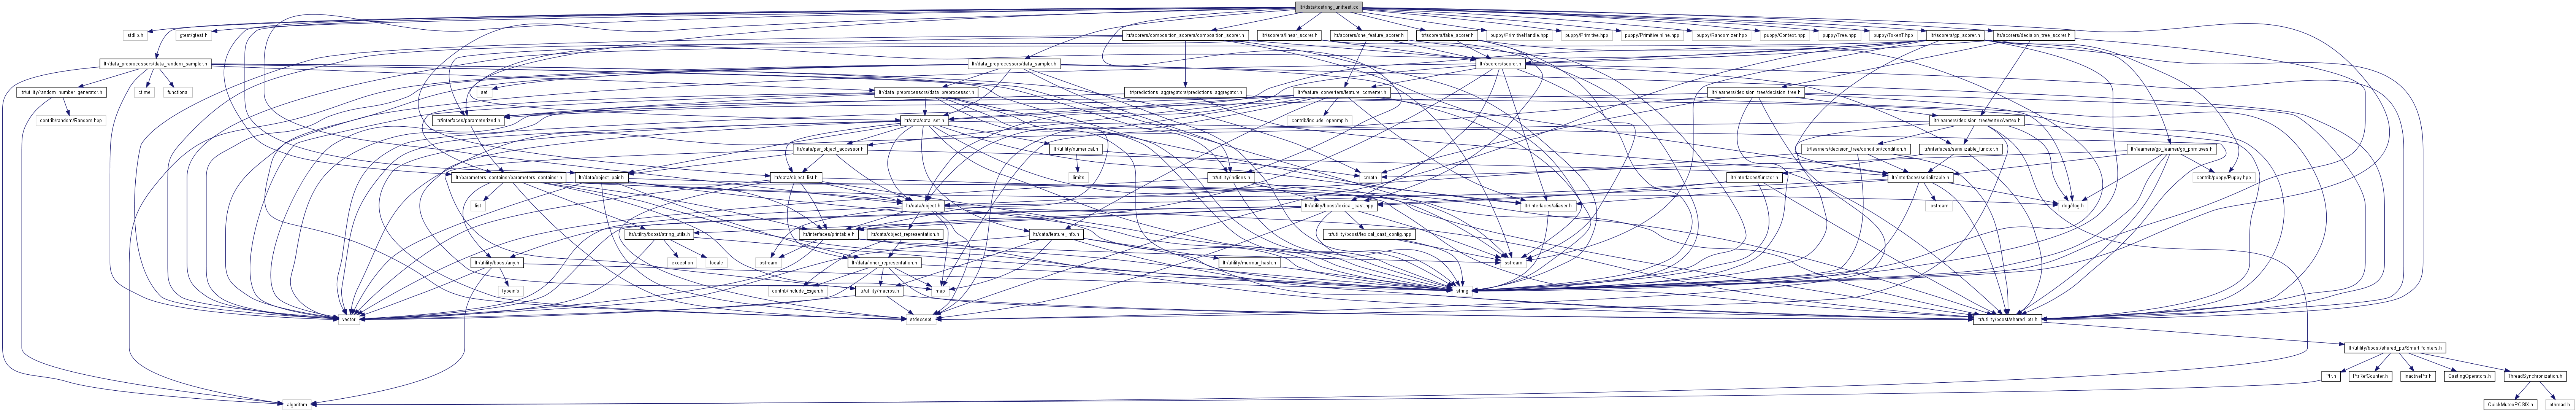 ltr/data/tostring_unittest.cc
stdlib.h
gtest/gtest.h
ltr/scorers/composition_scorers/composition_scorer.h
ltr/scorers/linear_scorer.h
ltr/scorers/one_feature_scorer.h
ltr/scorers/fake_scorer.h
puppy/PrimitiveHandle.hpp
puppy/Primitive.hpp
puppy/PrimitiveInline.hpp
puppy/Randomizer.hpp
puppy/Context.hpp
puppy/Tree.hpp
puppy/TokenT.hpp
ltr/scorers/gp_scorer.h
ltr/scorers/decision_tree_scorer.h
ltr/data_preprocessors/data_random_sampler.h
ltr/data_preprocessors/data_sampler.h
ltr/scorers/scorer.h
ltr/utility/random_number_generator.h
ctime
functional
set
ltr/data_preprocessors/data_preprocessor.h
ltr/predictions_aggregators/predictions_aggregator.h
ltr/feature_converters/feature_converter.h
ltr/learners/decision_tree/decision_tree.h
contrib/random/Random.hpp
ltr/interfaces/parameterized.h
ltr/data/data_set.h
contrib/include_openmp.h
ltr/learners/decision_tree/vertex/vertex.h
ltr/data/per_object_accessor.h
ltr/utility/numerical.h
ltr/learners/decision_tree/condition/condition.h
ltr/interfaces/serializable_functor.h
ltr/learners/gp_learner/gp_primitives.h
ltr/parameters_container/parameters_container.h
ltr/data/object_pair.h
ltr/data/object_list.h
limits
ltr/utility/indices.h
cmath
ltr/interfaces/functor.h
ltr/interfaces/serializable.h
contrib/puppy/Puppy.hpp
list
ltr/data/object.h
ltr/utility/boost/lexical_cast.hpp
ltr/interfaces/aliaser.h
iostream
rlog/rlog.h
ltr/utility/boost/string_utils.h
ltr/interfaces/printable.h
ltr/data/object_representation.h
ltr/data/feature_info.h
ltr/utility/boost/lexical_cast_config.hpp
ltr/utility/boost/any.h
exception
locale
ostream
ltr/data/inner_representation.h
ltr/utility/murmur_hash.h
sstream
typeinfo
contrib/include_Eigen.h
ltr/utility/macros.h
map
string
vector
stdexcept
ltr/utility/boost/shared_ptr.h
ltr/utility/boost/shared_ptr/SmartPointers.h
Ptr.h
PtrRefCounter.h
InactivePtr.h
CastingOperators.h
ThreadSynchronization.h
algorithm
QuickMutexPOSIX.h
pthread.h